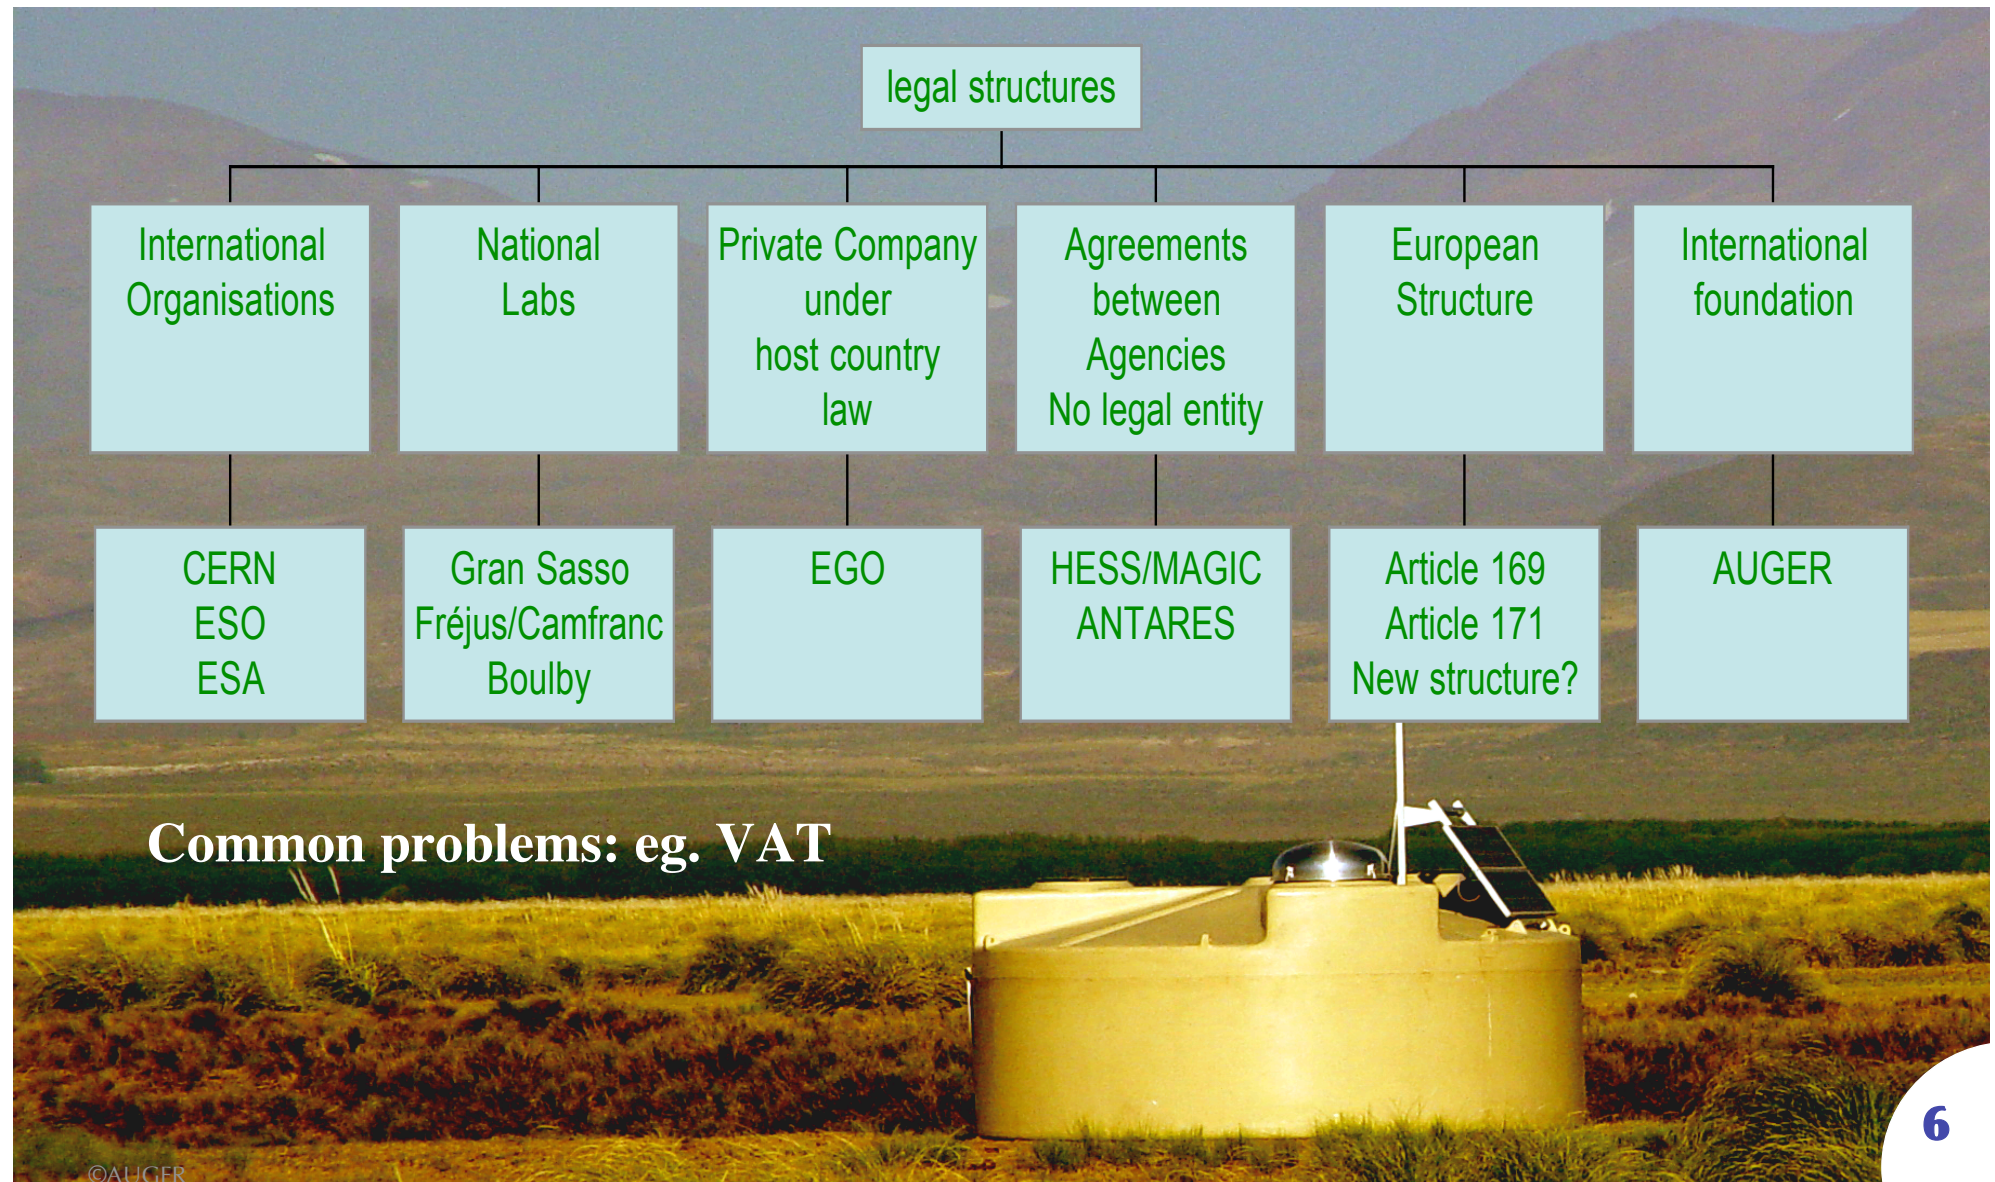 legal structures
International
Organisations
National
Labs
Private Company
under
host country
law
Agreements
between
Agencies
No legal entity
European
Structure
International
foundation
CERN
ESO
ESA
Gran Sasso
Fréjus/Camfranc
Boulby
EGO
HESS/MAGIC
ANTARES
Article 169
Article 171
New structure?
AUGER
Common problems: eg. VAT
6
©AUGER